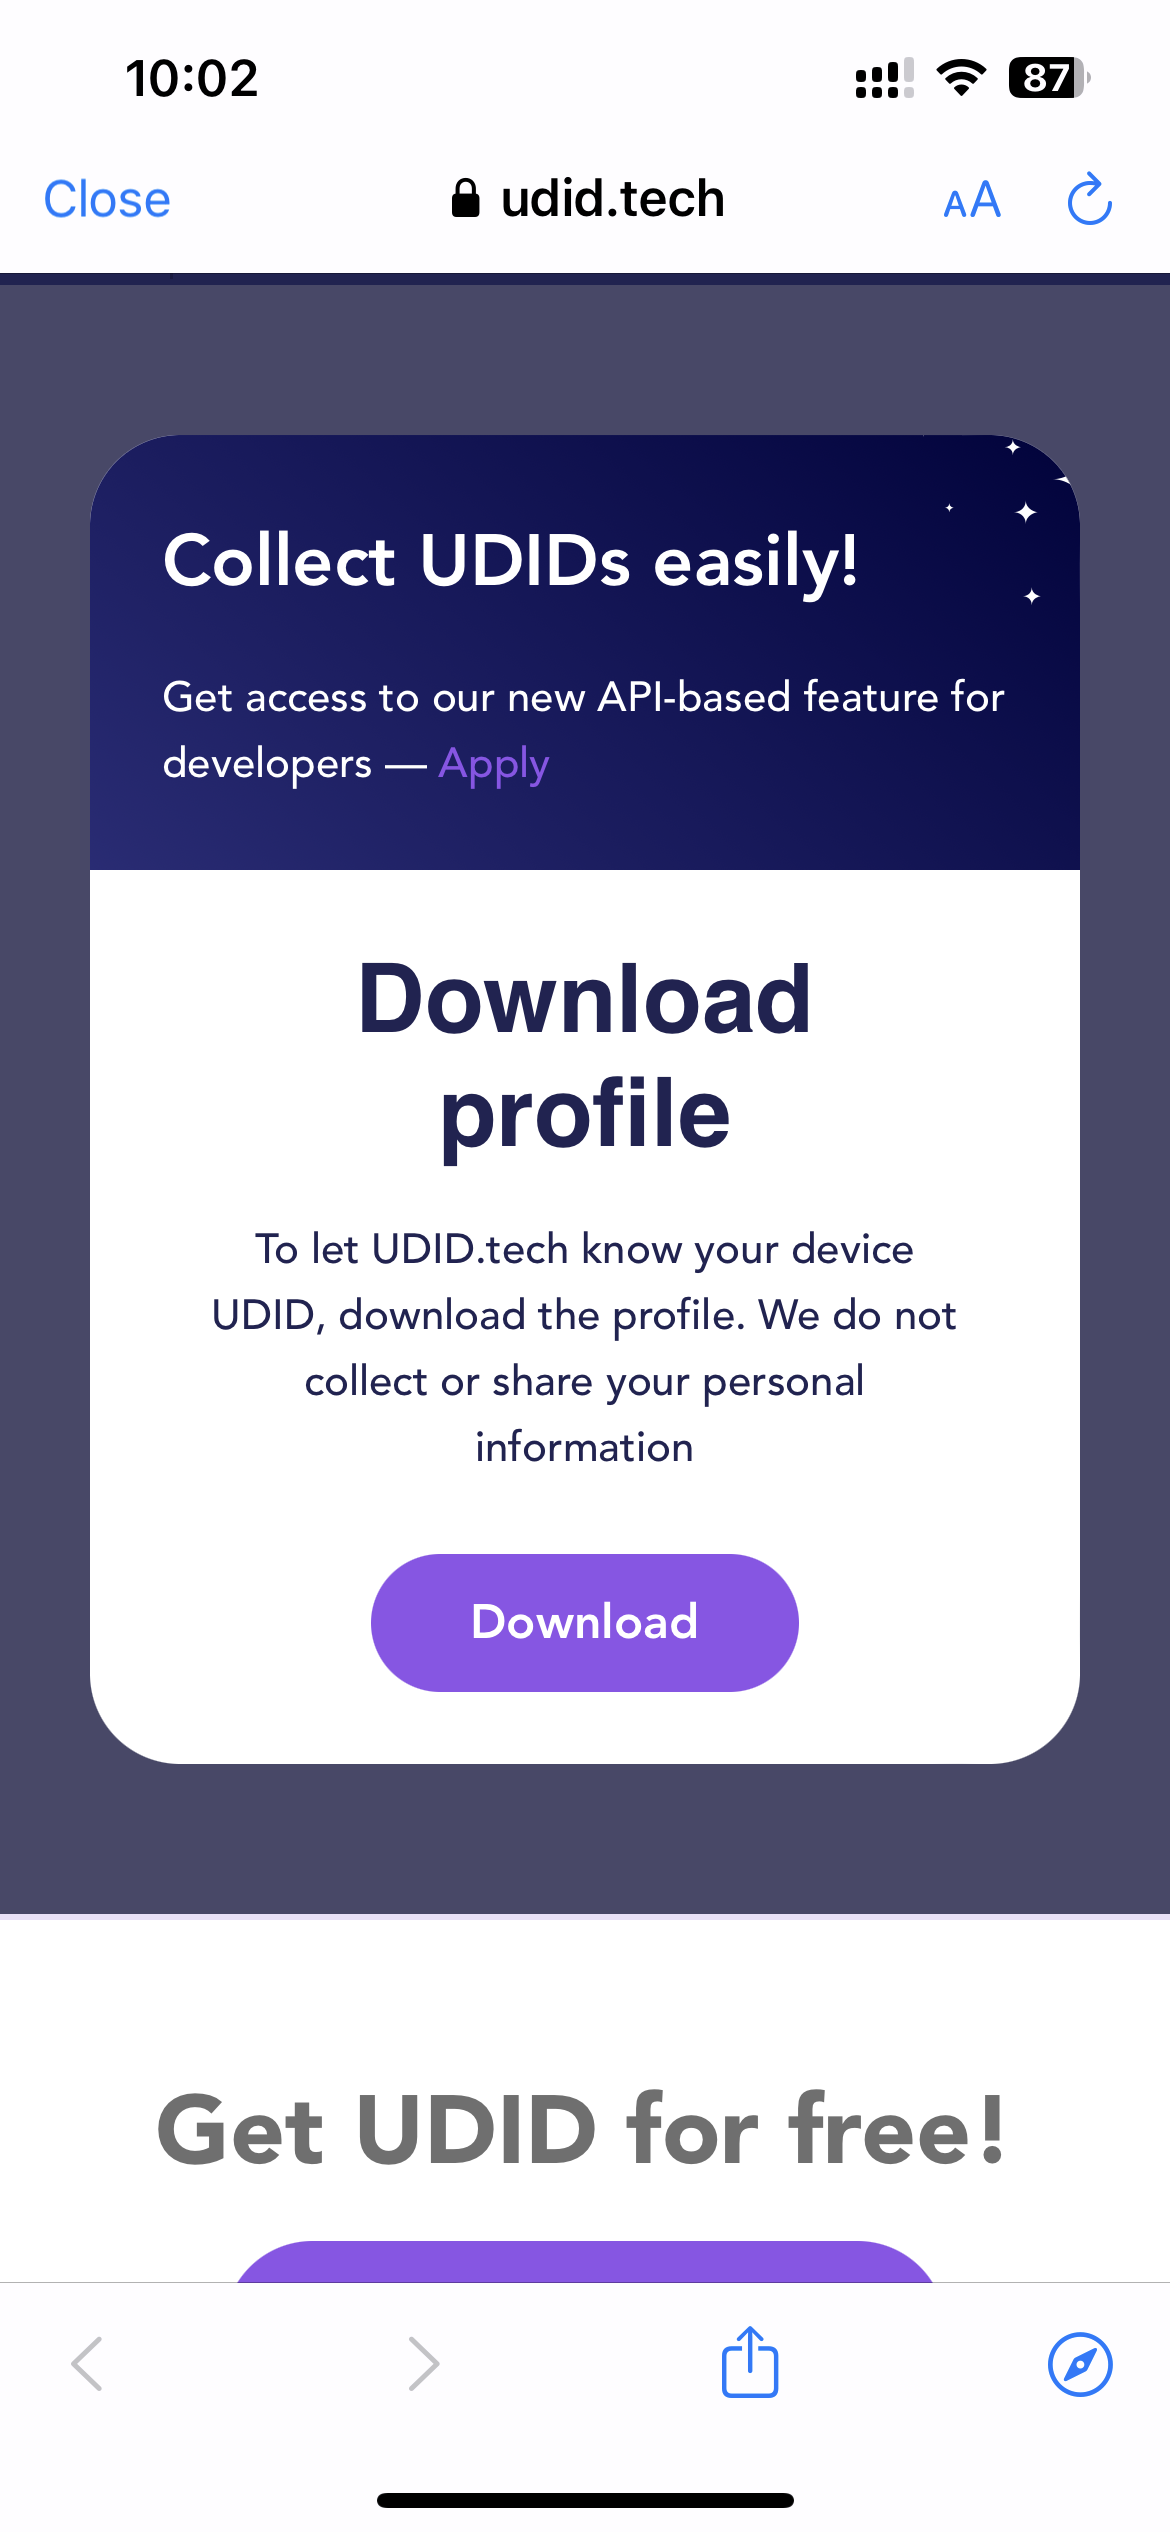 10:02
87
Close
udid.tech
AA
Collect UDIDs easily!
Get access to our new API-based feature for
developers — Apply
Download
profile
To let UDID.tech know your device
UDID, download the profile. We do not
collect or share your personal
information
Download
Get UDID for free!